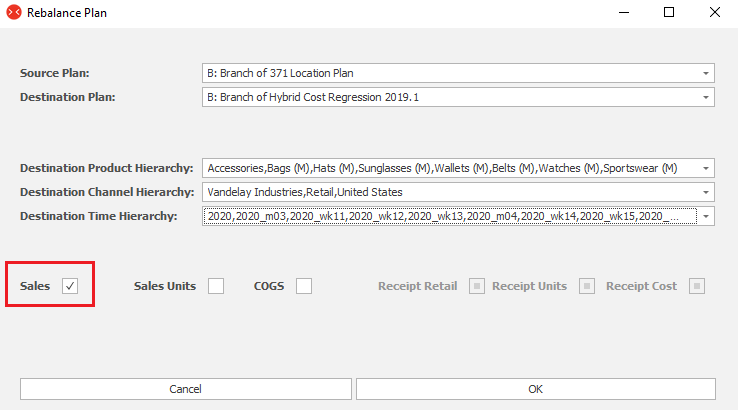 Rebalance Plan
Source Plan: B: Branch of 371 Location Plan
Destination Plan: B: Branch of Hybrid Cost Regression 2019.1
Destination Product Hierarchy: Accessories,Bags (M),Hats (M),Sunglasses (M),Wallets (M),Belts (M),Watches (M),Sportswear (M)
Destination Channel Hierarchy: Vandelay Industries,Retail,United States
Destination Time Hierarchy: 2020,2020_m03,2020_wk11,2020_wk12,2020_wk13,2020_m04,2020_wk14,2020_wk15,2020_...
Sales Sales Units COGS Receipt Retail Receipt Units Receipt Cost
Cancel OK